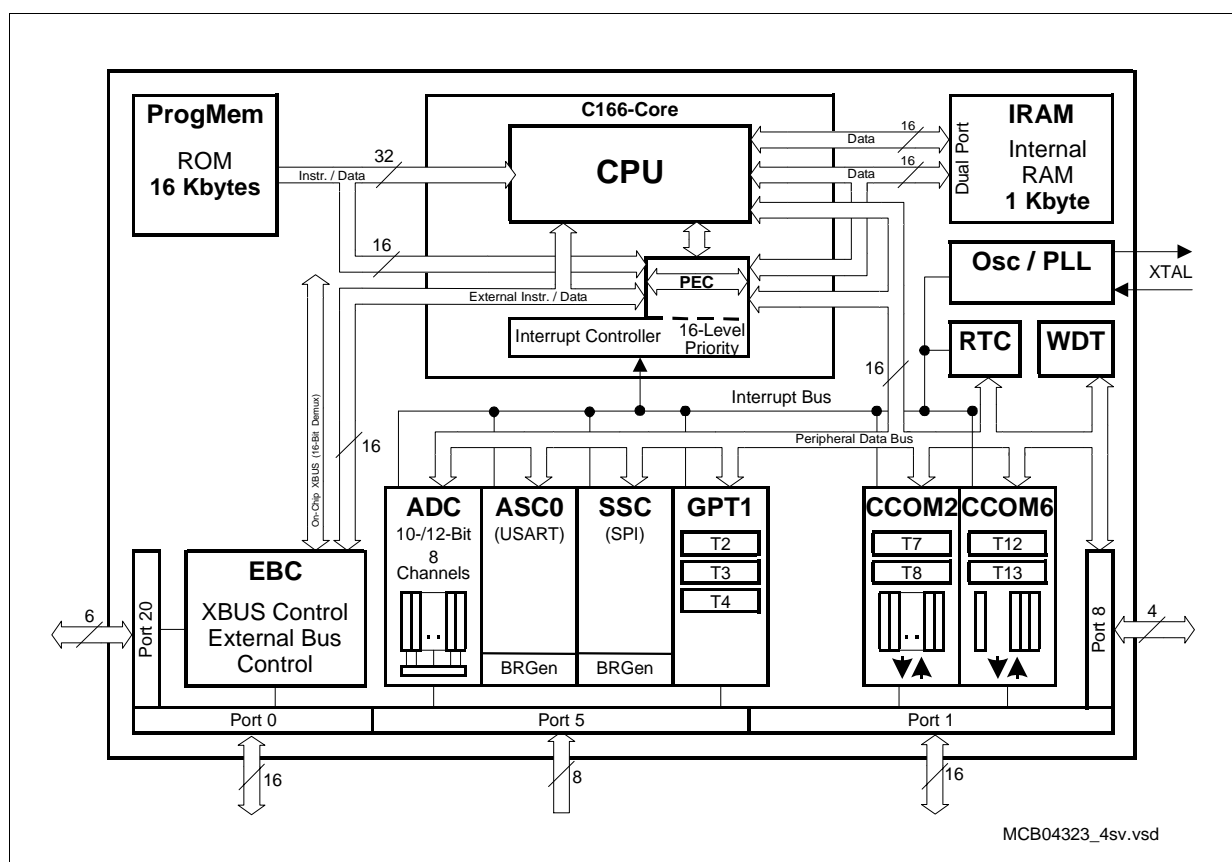 C166-Core
ProgMem
ROM
16 Kbytes
32
Instr. / Data
CPU
16
Data
16
Data
Dual Port
IRAM
Internal
RAM
1 Kbyte
16
External Instr. / Data
PEC
Interrupt Controller
16-Level
Priority
Osc / PLL
XTAL
RTC
WDT
16
Interrupt Bus
Peripheral Data Bus
On-Chip XBUS (16-Bit Demux)
16
EBC
XBUS Control
External Bus
Control
6
Port 20
ADC
10-/12-Bit
8
Channels
. .
ASC0
(USART)
BRGen
SSC
(SPI)
BRGen
GPT1
T2
T3
T4
CCOM2
T7
T8
. .
CCOM6
T12
T13
Port 8
4
Port 0
Port 5
Port 1
16
8
16
MCB04323_4sv.vsd